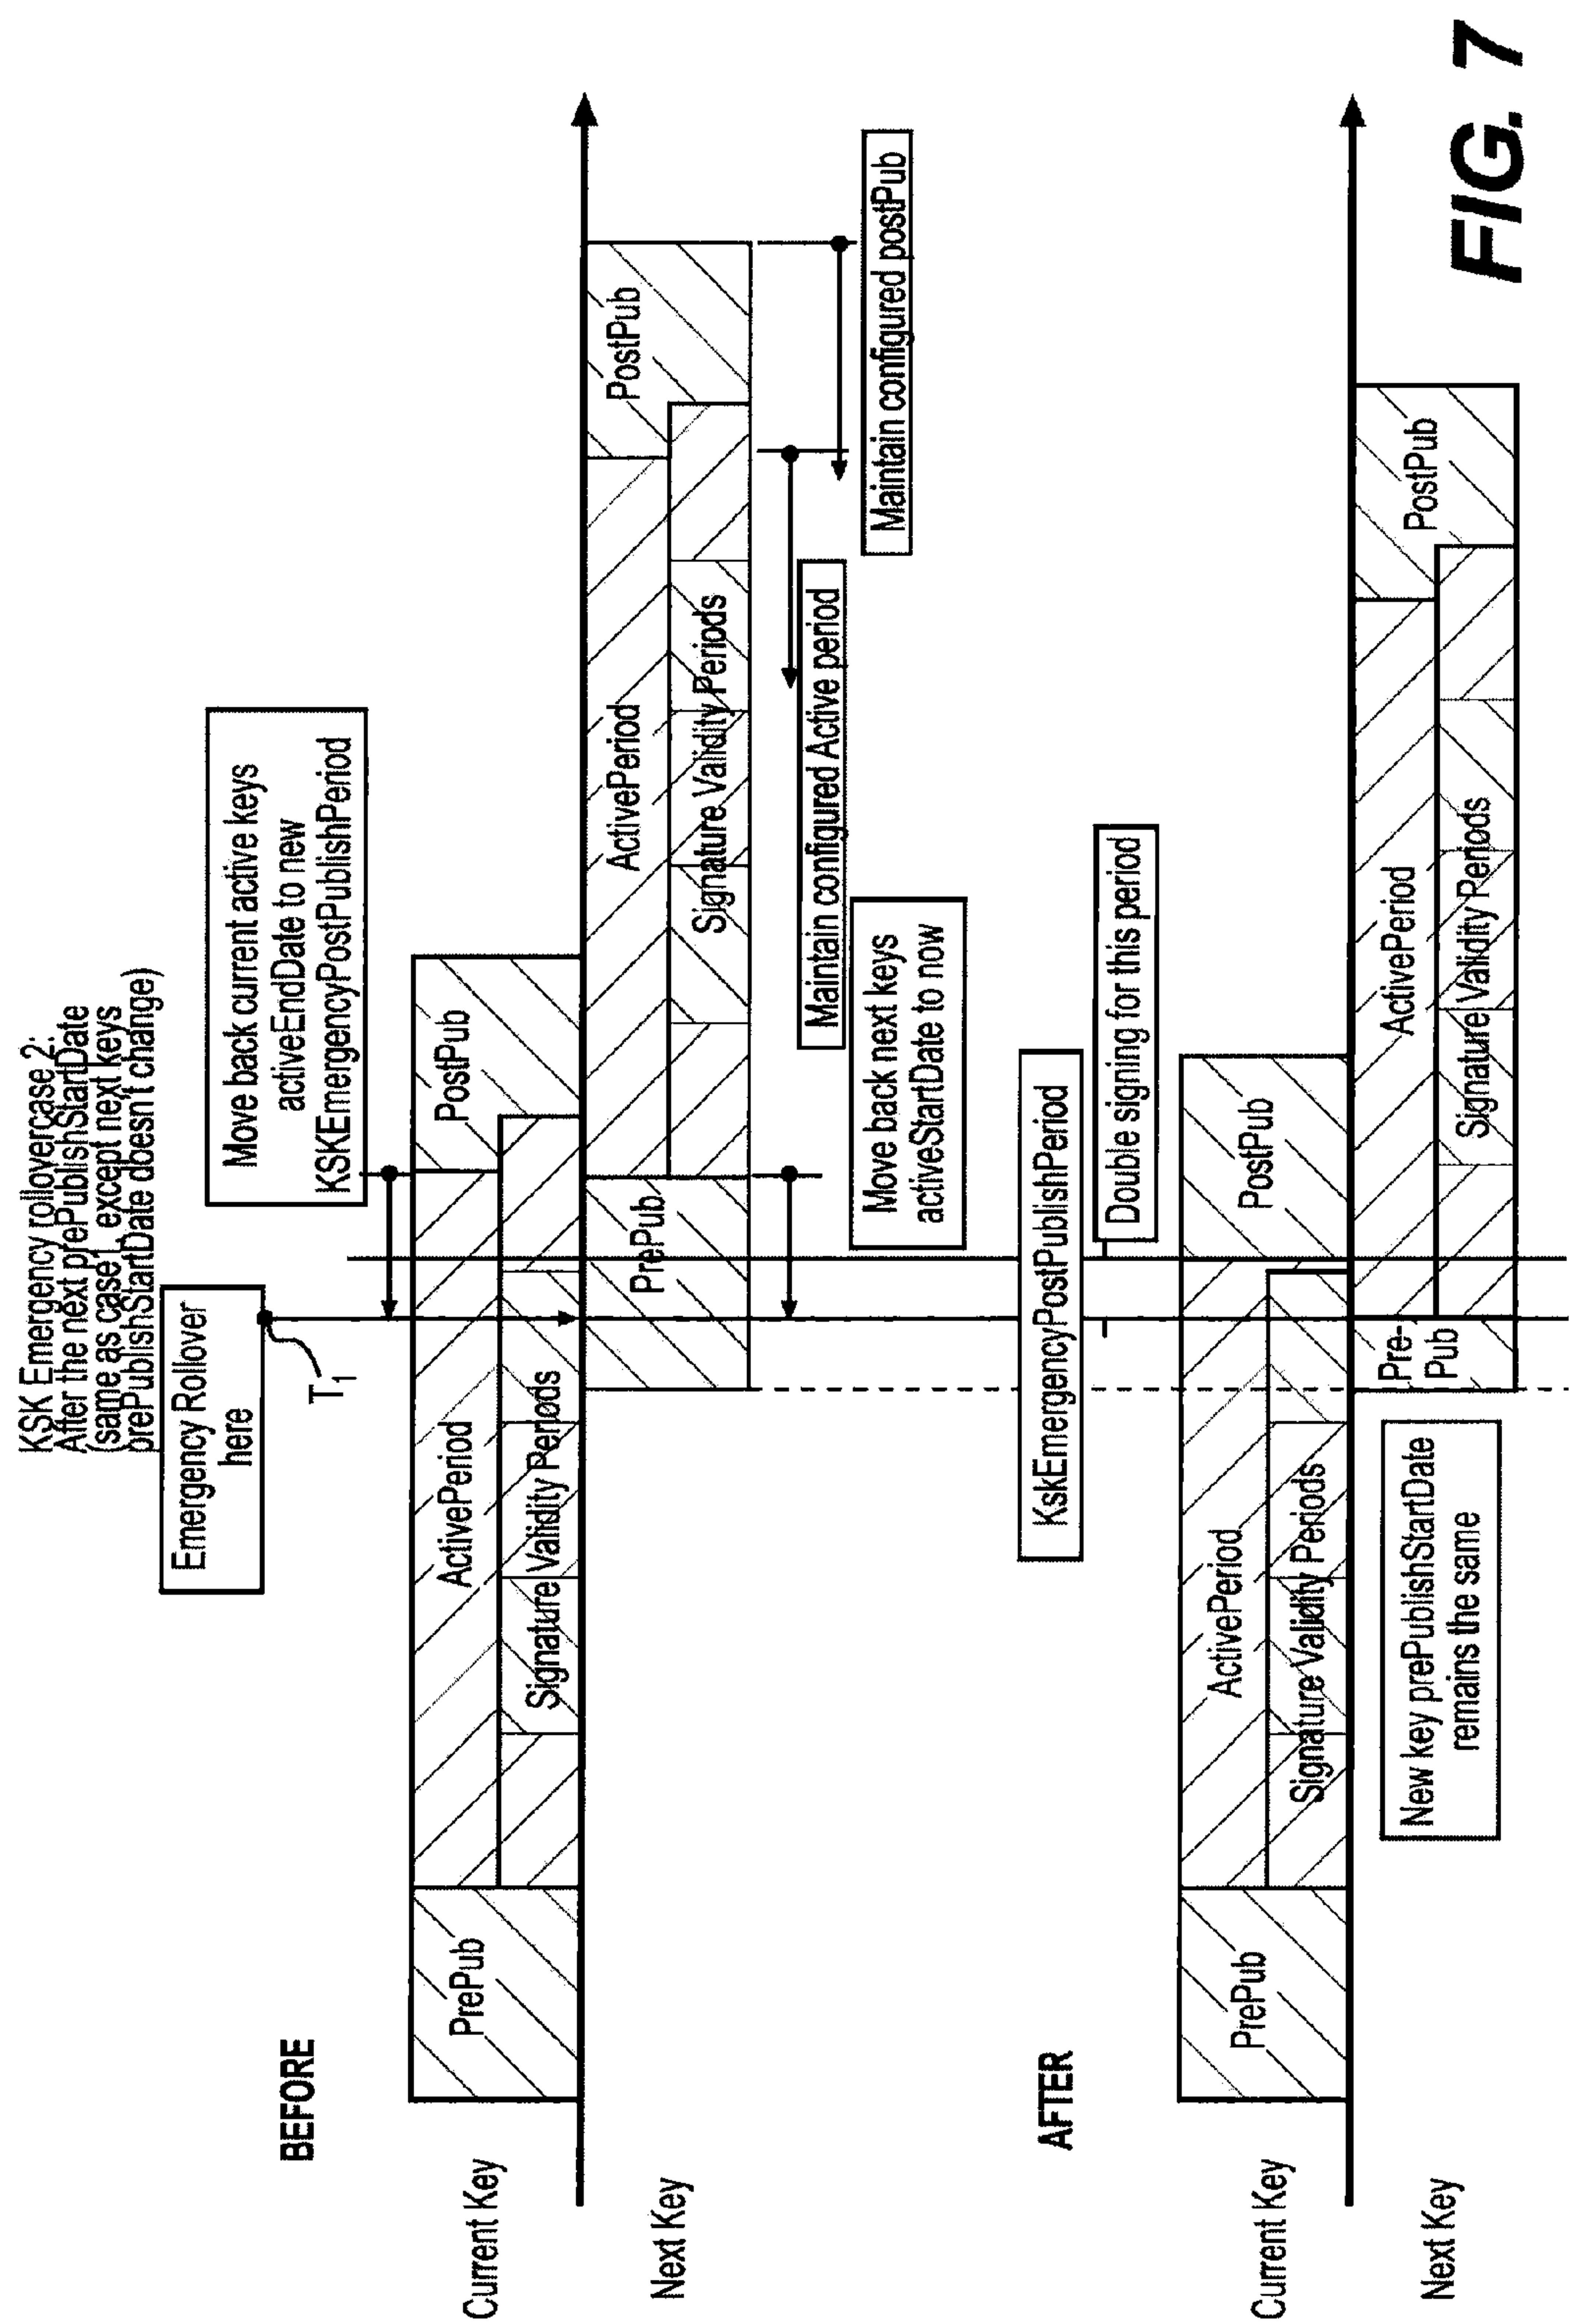 KSK Emergency rollovercase 2:
After the next prePublishStartDate
(same as case1, except next keys
prePublishStartDate doesn't change)
Emergency Rollover
here
T1
Move back current active keys
activeEndDate to new
KSKEmergencyPostPublishPeriod
BEFORE
Current Key
PrePub
ActivePeriod
Signature Validity Periods
PostPub
Next Key
PrePub
ActivePeriod
Signature Validity Periods
PostPub
Maintain configured Active period
Maintain configured postPub
Move back next keys
activeStartDate to now
KskEmergencyPostPublishPeriod
Double signing for this period
AFTER
Current Key
PrePub
ActivePeriod
Signature Validity Periods
PostPub
Next Key
Pre-
Pub
ActivePeriod
Signature Validity Periods
PostPub
New key prePublishStartDate
remains the same
FIG. 7